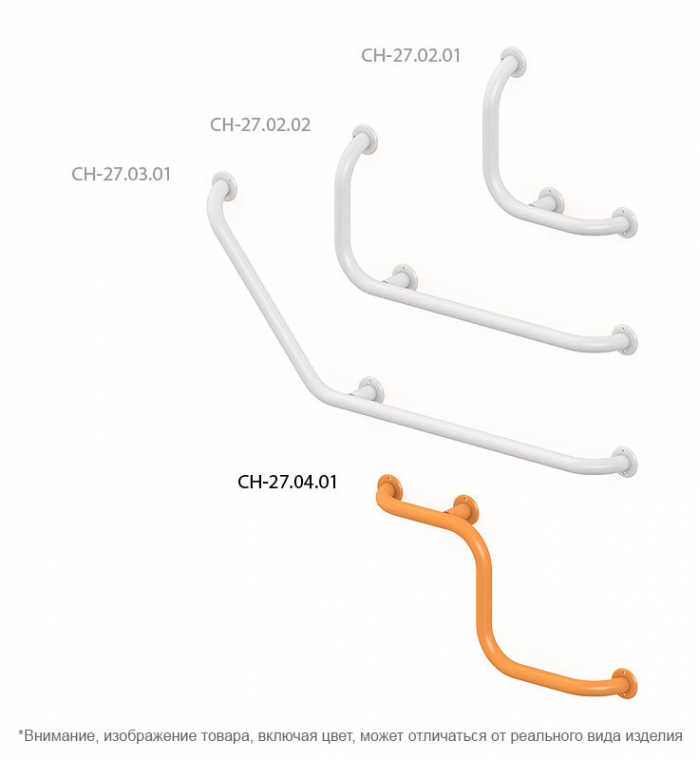 CH-27.02.01
CH-27.02.02
CH-27.03.01
CH-27.04.01
*Внимание, изображение товара, включая цвет, может отличаться от реального вида изделия